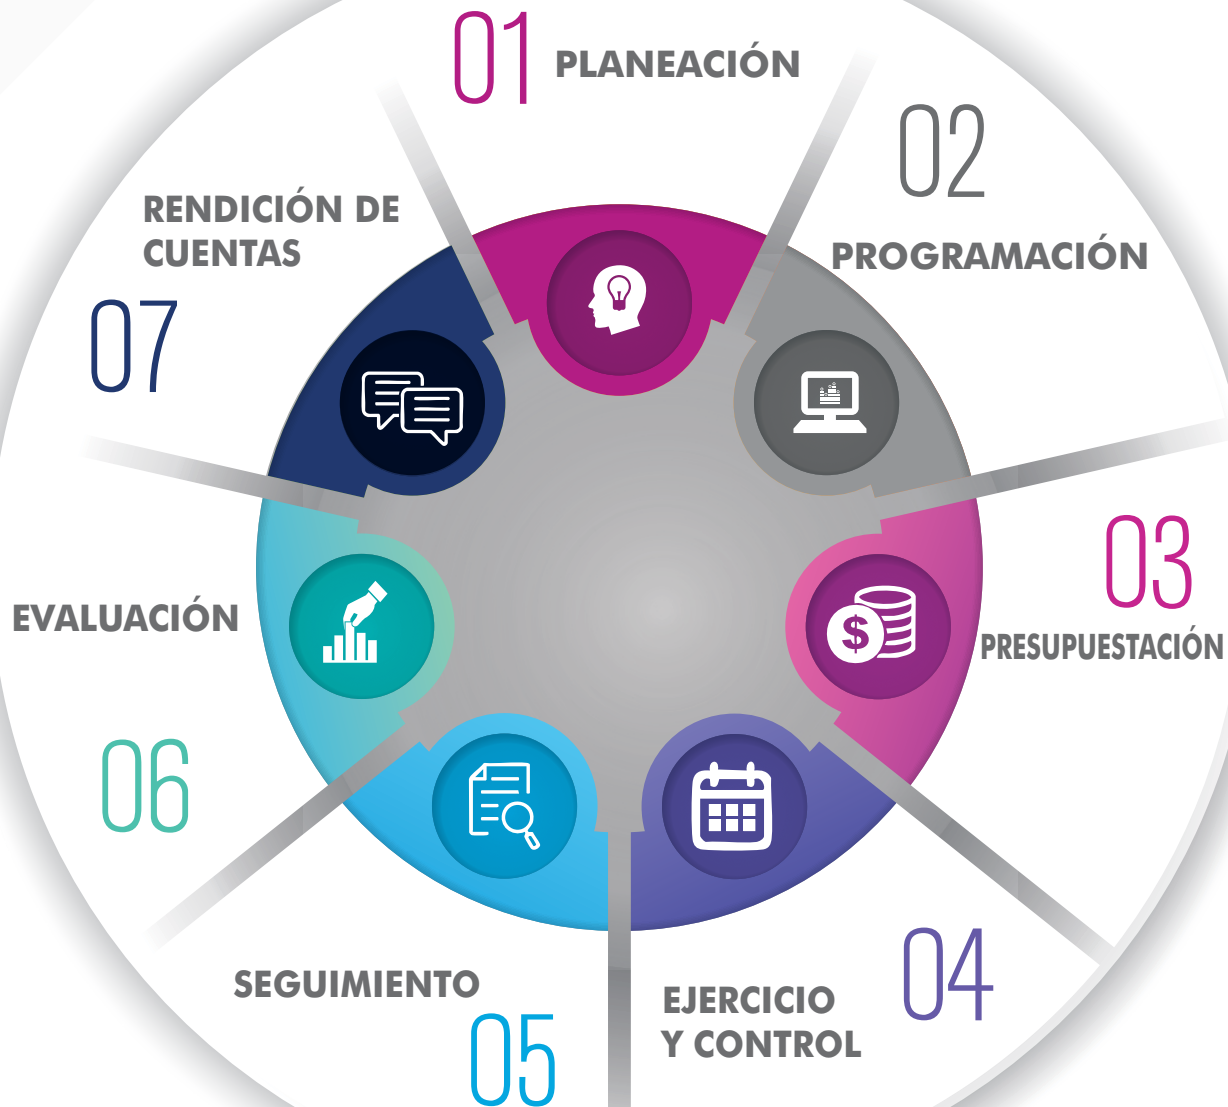 01 PLANEACIÓN
02
PROGRAMACIÓN
03
PRESUPUESTACIÓN
04
EJERCICIO
Y CONTROL
SEGUIMIENTO
05
EVALUACIÓN
06
RENDICIÓN DE
CUENTAS
07
$